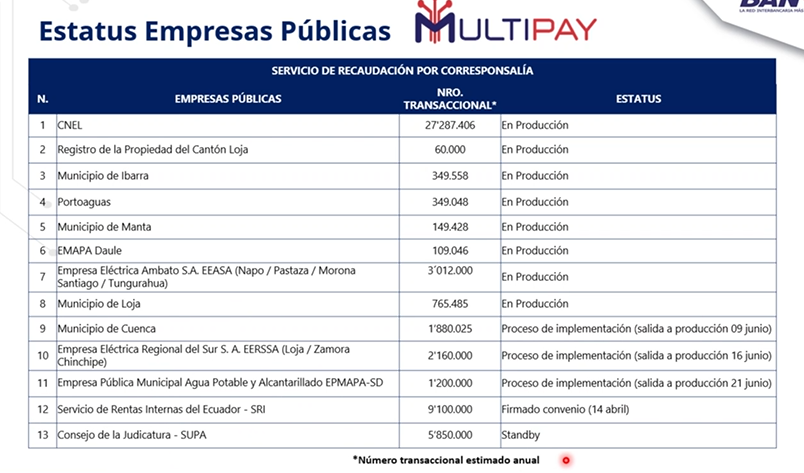 Estatus Empresas Públicas MULTIPAY
BAN
LA RED INTERBANCARIA MÁS
SERVICIO DE RECAUDACIÓN POR CORRESPONSALÍA
N. EMPRESAS PÚBLICAS NRO. TRANSACCIONAL* ESTATUS
1 CNEL 27'287.406 En Producción
2 Registro de la Propiedad del Cantón Loja 60.000 En Producción
3 Municipio de Ibarra 349.558 En Producción
4 Portoaguas 349.048 En Producción
5 Municipio de Manta 149.428 En Producción
6 EMAPA Daule 109.046 En Producción
7 Empresa Eléctrica Ambato S.A. EEASA (Napo / Pastaza / Morona Santiago / Tungurahua) 3´012.000 En Producción
8 Municipio de Loja 765.485 En Producción
9 Municipio de Cuenca 1'880.025 Proceso de implementación (salida a producción 09 junio)
10 Empresa Eléctrica Regional del Sur S. A. EERSSA (Loja / Zamora Chinchipe) 2'160.000 Proceso de implementación (salida a producción 16 junio)
11 Empresa Pública Municipal Agua Potable y Alcantarillado EPMAPA-SD 1'200.000 Proceso de implementación (salida a producción 21 junio)
12 Servicio de Rentas Internas del Ecuador - SRI 9'100.000 Firmado convenio (14 abril)
13 Consejo de la Judicatura - SUPA 5'850.000 Standby
*Número transaccional estimado anual